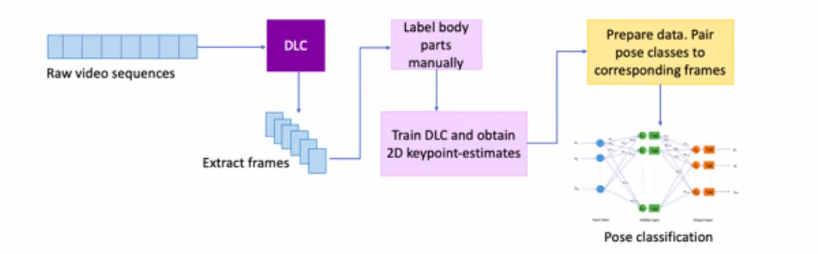 Raw video sequences
DLC
Extract frames
Label body
parts
manually
Train DLC and obtain
2D keypoint-estimates
Prepare data. Pair
pose classes to
corresponding frames
Pose classification